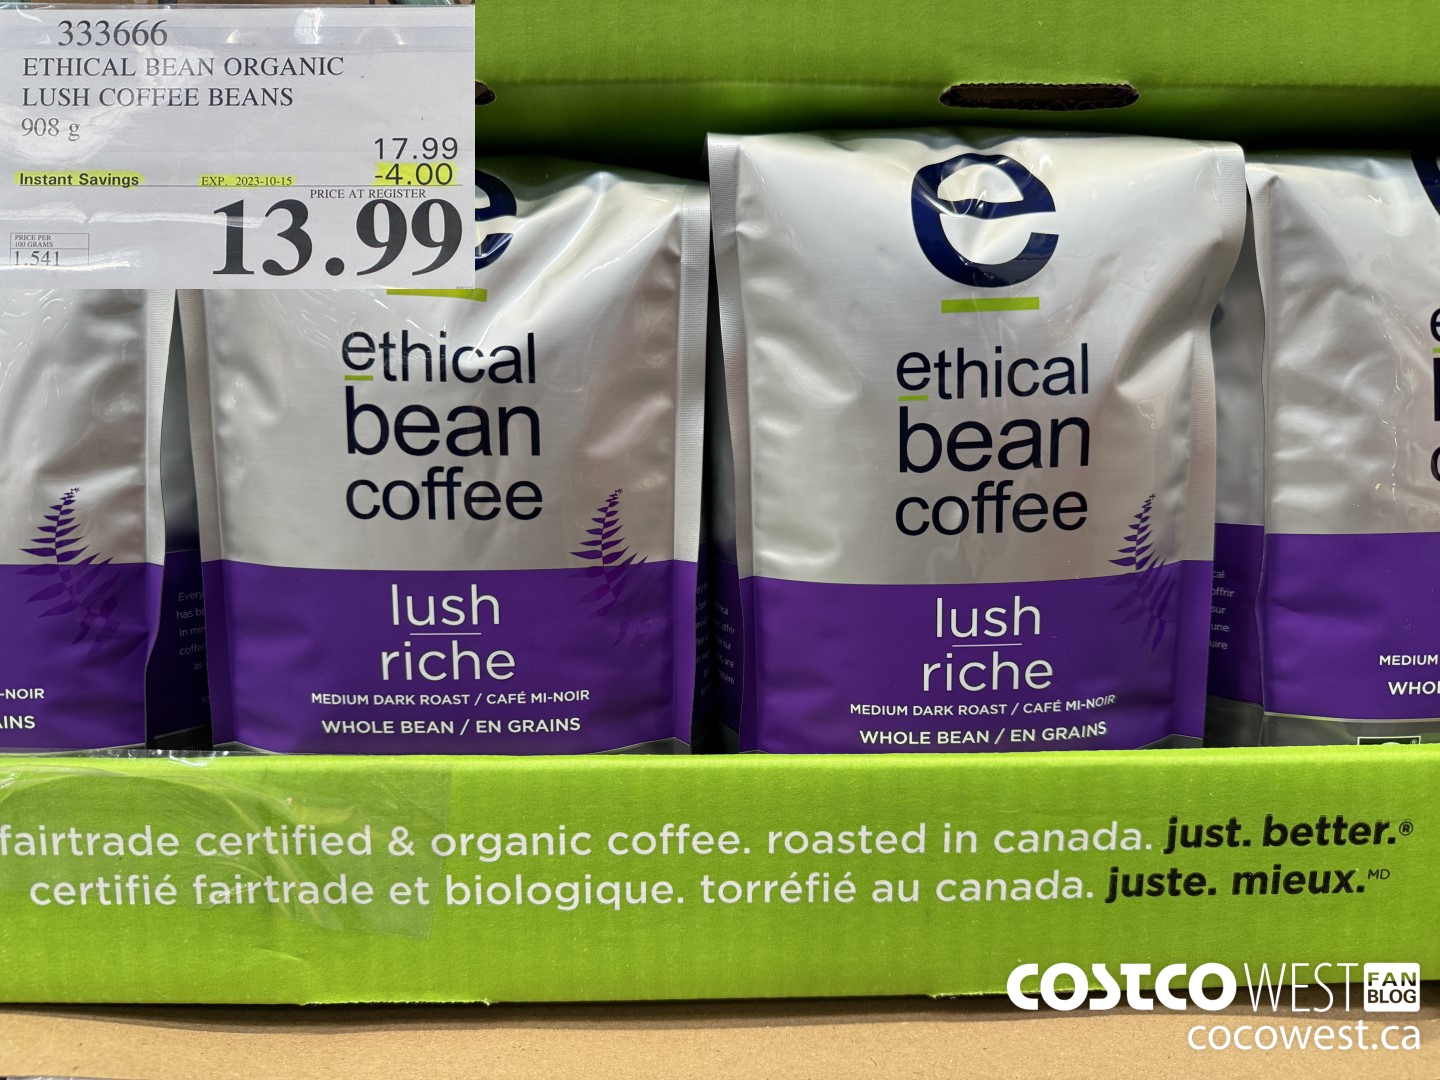 333666
ETHICAL BEAN ORGANIC
LUSH COFFEE BEANS
908 g
17.99
Instant Savings EXP. 2023-10-15 -4.00
PRICE AT REGISTER
13.99
PRICE PER
100 GRAMS
1.541
e
ethical
bean
coffee
lush
riche
MEDIUM DARK ROAST / CAFÉ MI-NOIR
WHOLE BEAN / EN GRAINS
e
ethical
bean
coffee
lush
riche
MEDIUM DARK ROAST / CAFÉ MI-NOIR
WHOLE BEAN / EN GRAINS
-NOIR
AINS
MEDIUM
WHOL
fairtrade certified & organic coffee. roasted in canada. just. better.®
certifié fairtrade et biologique. torréfié au canada. juste. mieux.MD
COSTCO WEST FAN BLOG
cocowest.ca